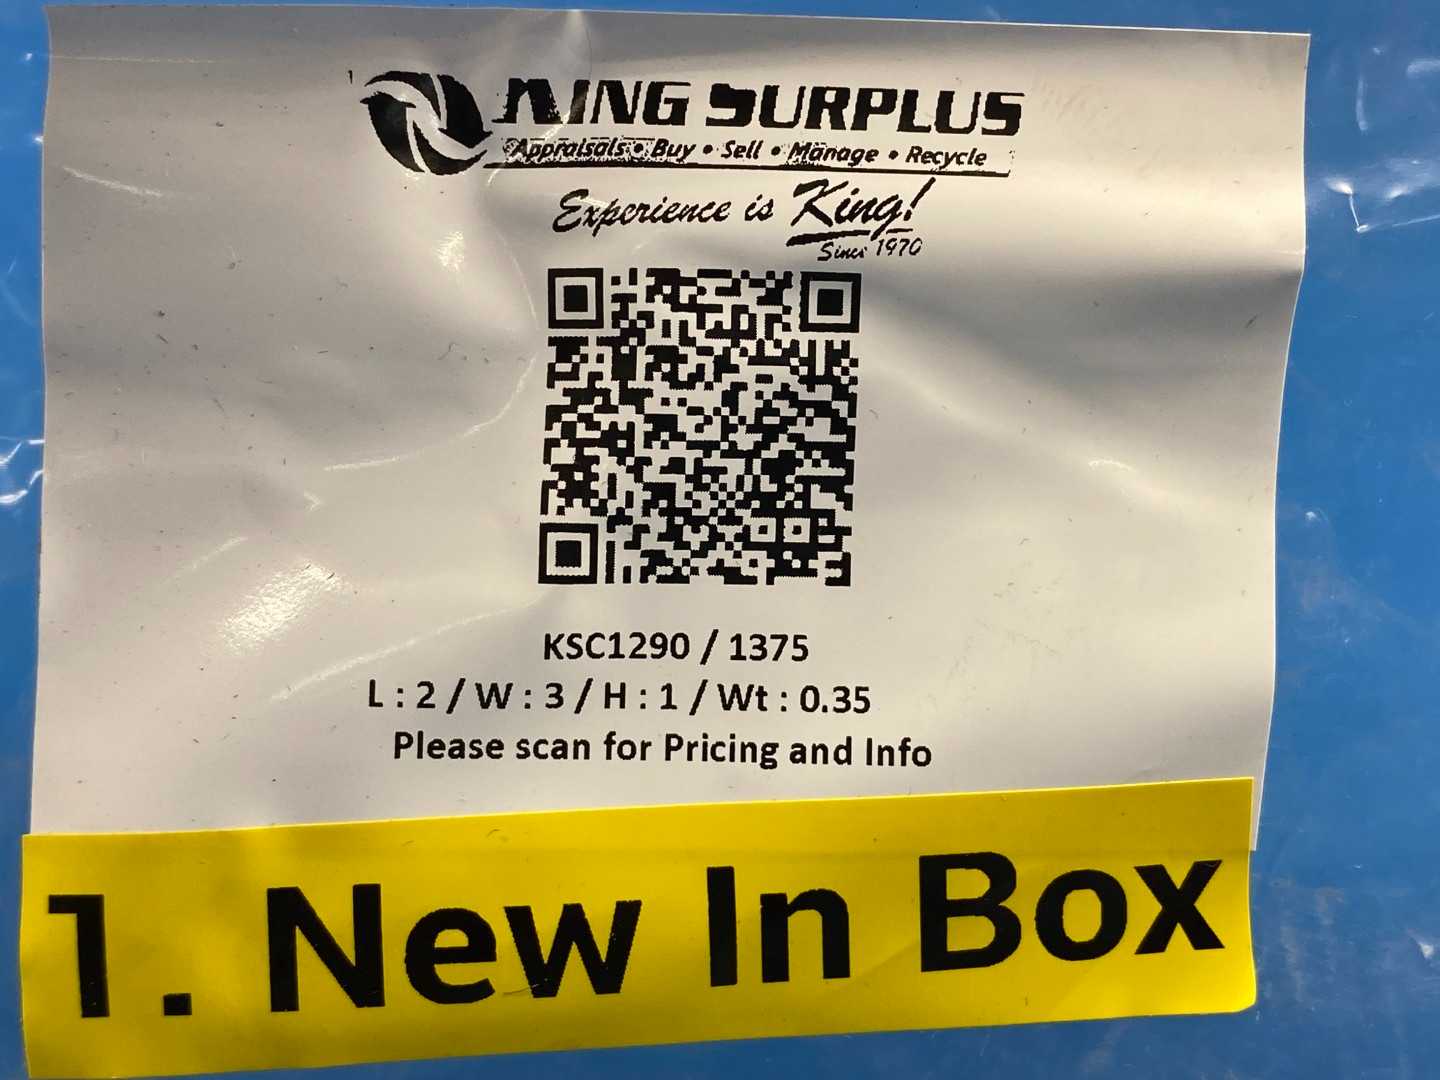 KING SURPLUS
Appraisals • Buy • Sell • Manage • Recycle
Experience is King!
Since 1970
KSC1290 / 1375
L : 2 / W : 3 / H : 1 / Wt : 0.35
Please scan for Pricing and Info
1. New In Box